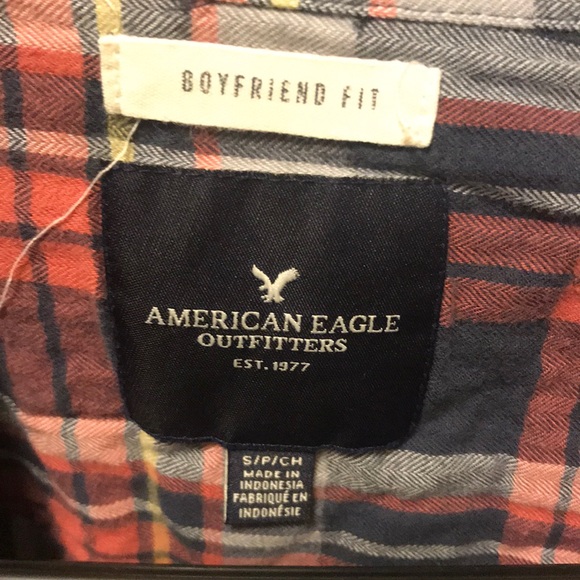 BOYFRIEND FIT
AMERICAN EAGLE
OUTFITTERS
EST. 1977
S/P/CH
MADE IN
INDONESIA
FABRIQUÉ EN
INDONÉSIE